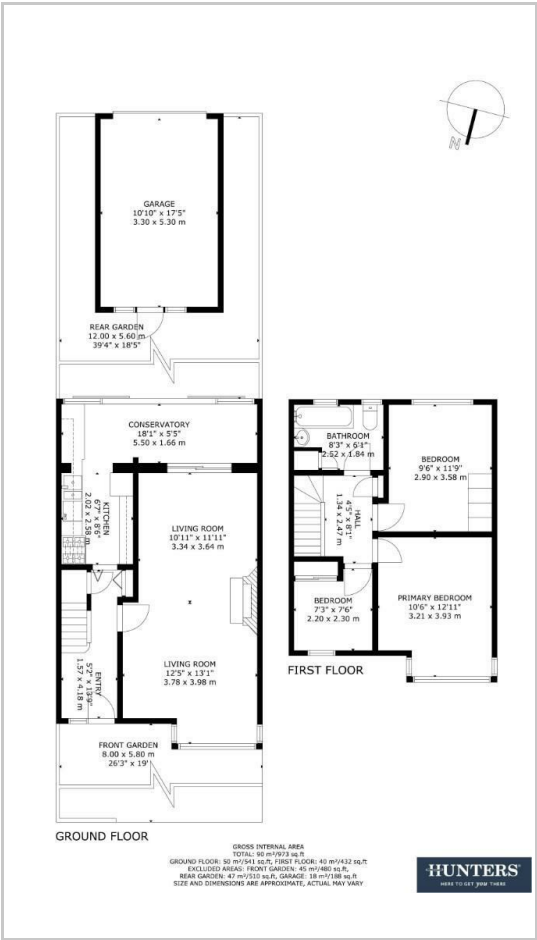 N
GARAGE
10'10" x 17'5"
3.30 x 5.30 m
REAR GARDEN
12.00 x 5.60 m
39'4" x 18'5"
CONSERVATORY
18'1" x 5'5"
5.50 x 1.66 m
KITCHEN
6'7" x 8'6"
2.02 x 2.58 m
LIVING ROOM
10'11" x 11'11"
3.34 x 3.64 m
LIVING ROOM
12'5" x 13'1"
3.78 x 3.98 m
ENTRY
5'2" x 13'9"
1.57 x 4.18 m
FRONT GARDEN
8.00 x 5.80 m
26'3" x 19'
GROUND FLOOR
BATHROOM
8'3" x 6'1"
2.52 x 1.84 m
BEDROOM
9'6" x 11'9"
2.90 x 3.58 m
HALL
4'5" x 8'1"
1.34 x 2.47 m
BEDROOM
7'3" x 7'6"
2.20 x 2.30 m
PRIMARY BEDROOM
10'6" x 12'11"
3.21 x 3.93 m
FIRST FLOOR
GROSS INTERNAL AREA
TOTAL: 90 m²/973 sq.ft
GROUND FLOOR: 50 m²/541 sq.ft, FIRST FLOOR: 40 m²/432 sq.ft
EXCLUDED AREAS: FRONT GARDEN: 45 m²/480 sq.ft,
REAR GARDEN: 47 m²/510 sq.ft, GARAGE: 18 m²/188 sq.ft
SIZE AND DIMENSIONS ARE APPROXIMATE, ACTUAL MAY VARY
HUNTERS
HERE TO GET you THERE